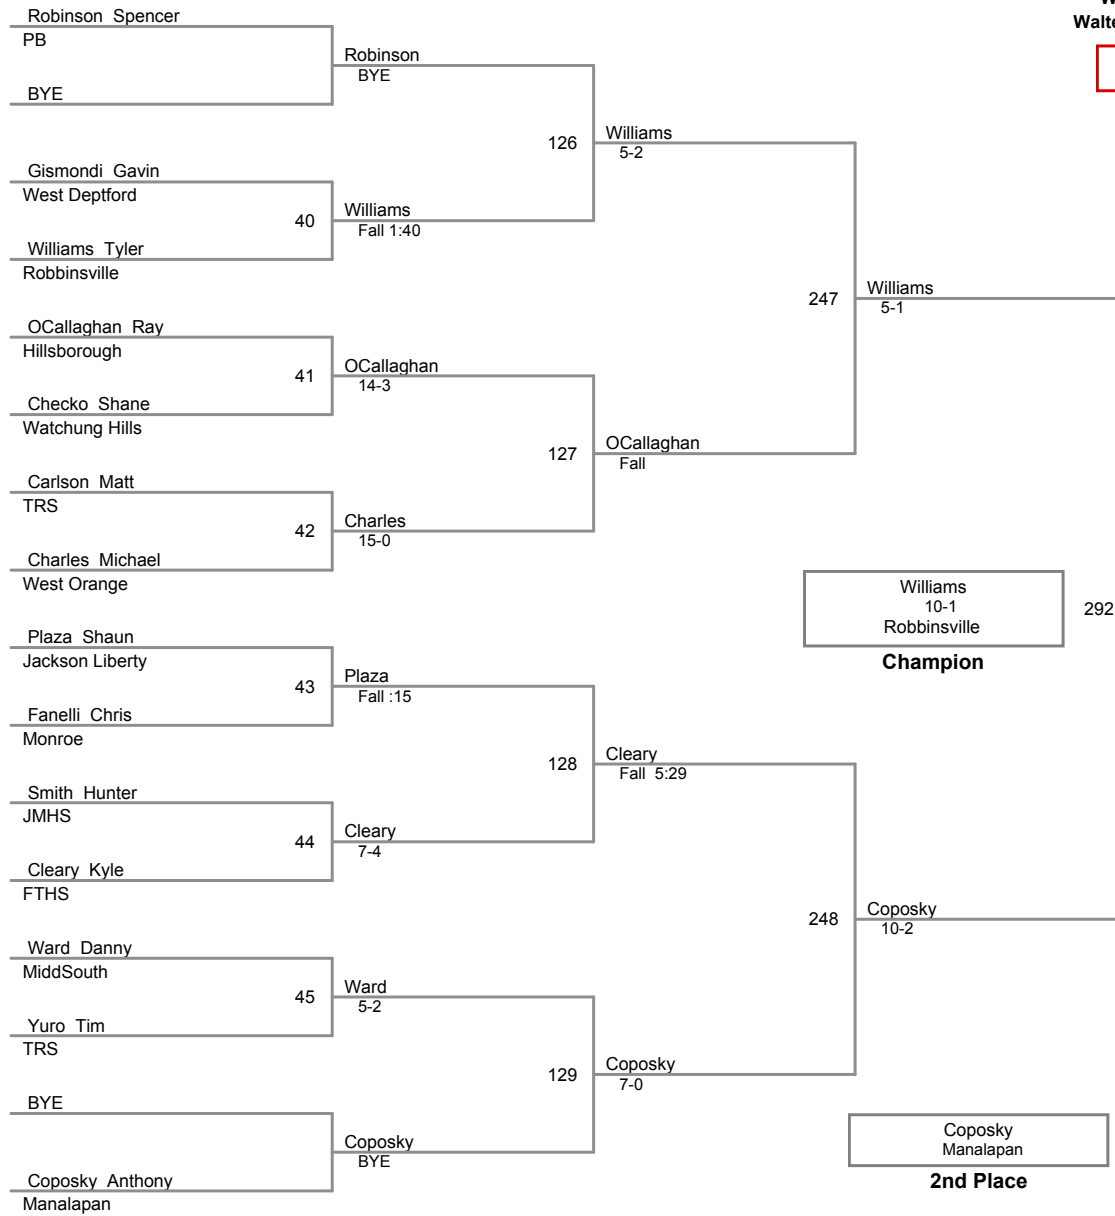 Robinson  Spencer
PB
BYE
Robinson
BYE
126
Williams
5-2
Gismondi  Gavin
West Deptford
40
Williams
Fall 1:40
Williams  Tyler
Robbinsville
247
Williams
5-1
OCallaghan  Ray
Hillsborough
41
OCallaghan
14-3
Checko  Shane
Watchung Hills
127
OCallaghan
Fall
Carlson  Matt
TRS
42
Charles
15-0
Charles  Michael
West Orange
Williams
10-1
Robbinsville
292
Champion
Plaza  Shaun
Jackson Liberty
43
Plaza
Fall :15
Fanelli  Chris
Monroe
128
Cleary
Fall  5:29
Smith  Hunter
JMHS
44
Cleary
7-4
Cleary  Kyle
FTHS
248
Coposky
10-2
Ward  Danny
MiddSouth
45
Ward
5-2
Yuro  Tim
TRS
129
Coposky
7-0
BYE
Coposky
BYE
Coposky  Anthony
Manalapan
Coposky
Manalapan
2nd Place